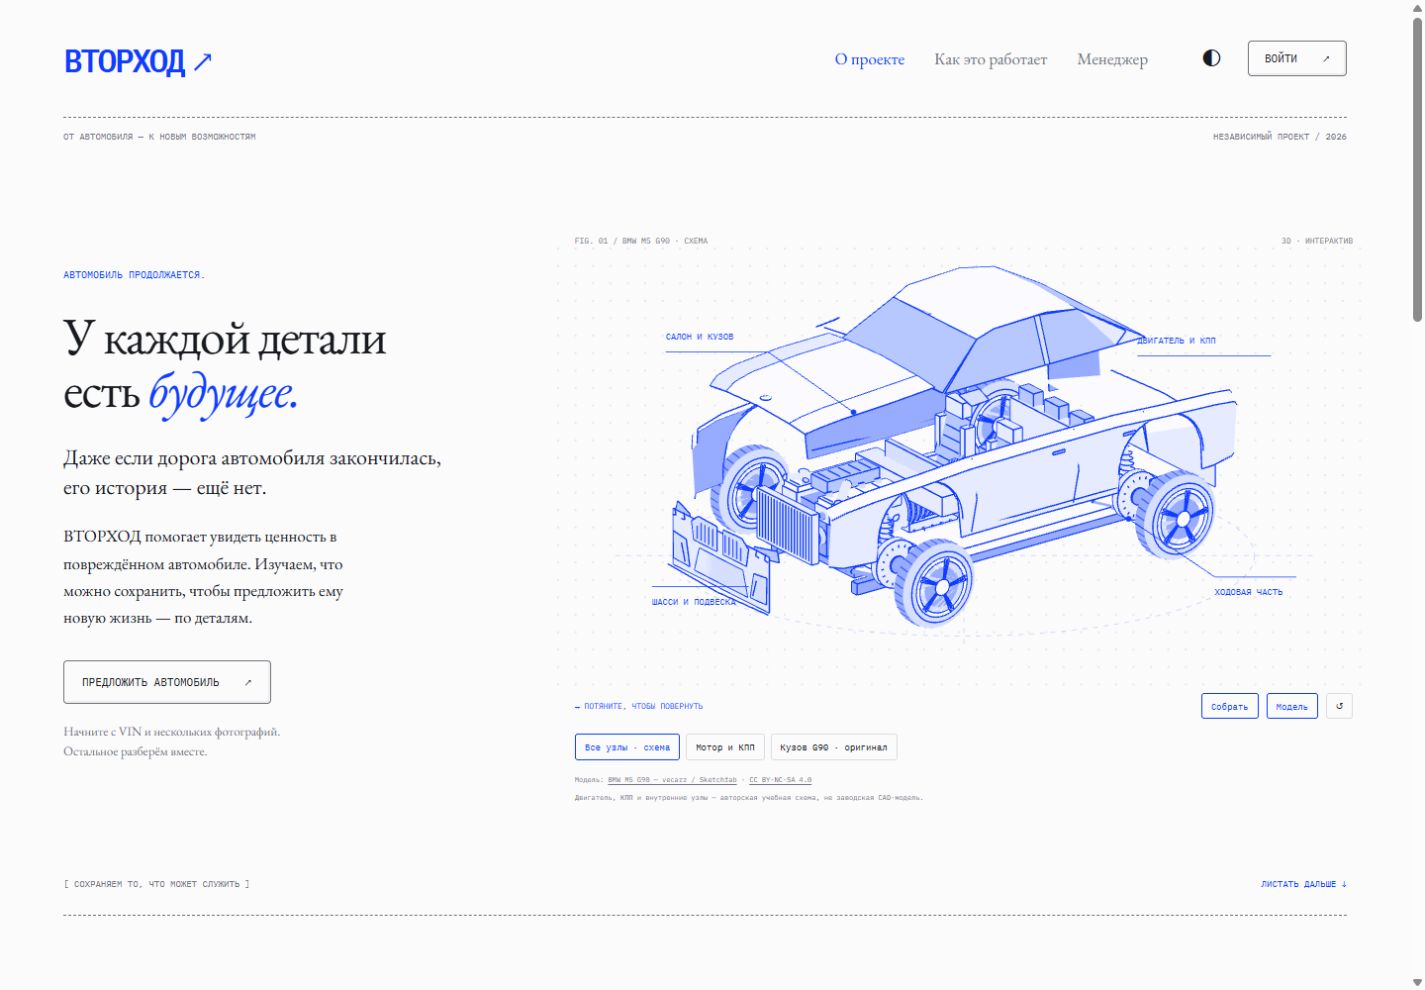 ВТОРХОД ↗
О проекте
Как это работает
Менеджер
ВОЙТИ ↗
ОТ АВТОМОБИЛЯ — К НОВЫМ ВОЗМОЖНОСТЯМ
НЕЗАВИСИМЫЙ ПРОЕКТ / 2026
АВТОМОБИЛЬ ПРОДОЛЖАЕТСЯ.
У каждой детали
есть будущее.
Даже если дорога автомобиля закончилась,
его история — ещё нет.
ВТОРХОД помогает увидеть ценность в
повреждённом автомобиле. Изучаем, что
можно сохранить, чтобы предложить ему
новую жизнь — по деталям.
ПРЕДЛОЖИТЬ АВТОМОБИЛЬ ↗
Начните с VIN и нескольких фотографий.
Остальное разберём вместе.
FIG. 01 / BMW M5 G90 · СХЕМА
3D · ИНТЕРАКТИВ
САЛОН И КУЗОВ
ДВИГАТЕЛЬ И КПП
ШАССИ И ПОДВЕСКА
ХОДОВАЯ ЧАСТЬ
↔ ПОТЯНИТЕ, ЧТОБЫ ПОВЕРНУТЬ
Собрать
Модель
↺
Все узлы · схема
Мотор и КПП
Кузов G90 · оригинал
Модель: BMW M5 G90 — vecarz / Sketchfab · CC BY-NC-SA 4.0
Двигатель, КПП и внутренние узлы — авторская учебная схема, не заводская CAD-модель.
[ СОХРАНЯЕМ ТО, ЧТО МОЖЕТ СЛУЖИТЬ ]
ЛИСТАТЬ ДАЛЬШЕ ↓